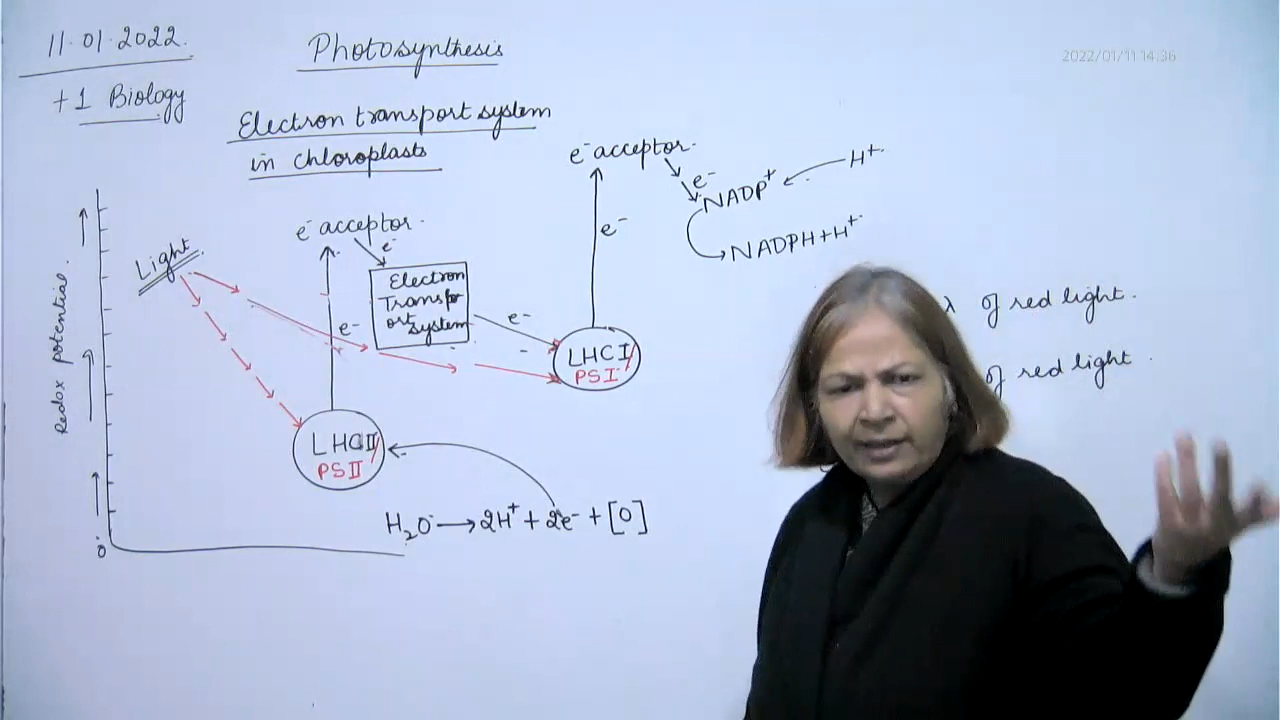 11.01.2022.
Photosynthesis
2022/01/11 14:36
+1 Biology
Electron transport system
in chloroplasts
e⁻ acceptor.
e⁻
NADP⁺
H⁺
e⁻
NADPH+H⁺
e⁻ acceptor.
e⁻
Light
Electron
Transp
ort
system
e⁻
e⁻
Redox potential.
LHC I/
PS I
λ of red light.
of red light.
LHC II/
PS II
H₂O → 2H⁺ + 2e⁻ + [O]
0